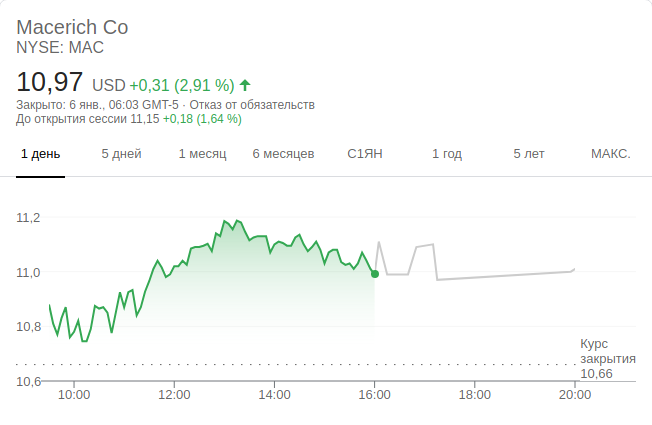 Macerich Co
NYSE: MAC
10,97 USD +0,31 (2,91 %)
Закрыто: 6 янв., 06:03 GMT-5 · Отказ от обязательств
До открытия сессии 11,15 +0,18 (1,64 %)
1 день 5 дней 1 месяц 6 месяцев С1ЯН 1 год 5 лет МАКС.
11,2
11,0
10,8
Курс
закрытия
10,66
10,6
10:00 12:00 14:00 16:00 18:00 20:00